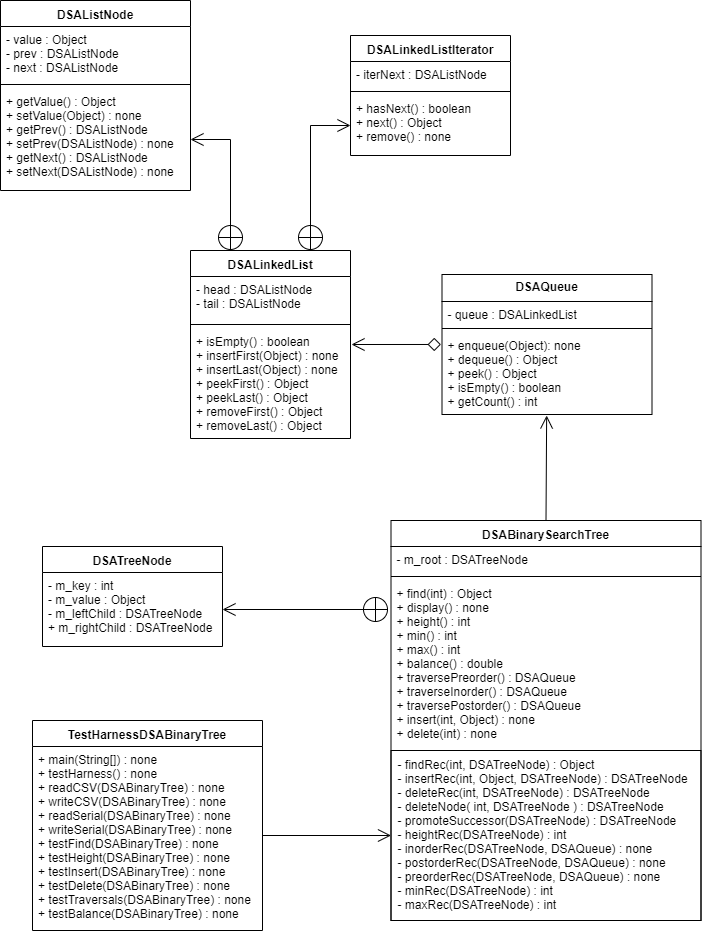 DSAListNode
- value : Object
- prev : DSAListNode
- next : DSAListNode
+ getValue() : Object
+ setValue(Object) : none
+ getPrev() : DSAListNode
+ setPrev(DSAListNode) : none
+ getNext() : DSAListNode
+ setNext(DSAListNode) : none
DSALinkedListIterator
- iterNext : DSAListNode
+ hasNext() : boolean
+ next() : Object
+ remove() : none
DSALinkedList
- head : DSAListNode
- tail : DSAListNode
+ isEmpty() : boolean
+ insertFirst(Object) : none
+ insertLast(Object) : none
+ peekFirst() : Object
+ peekLast() : Object
+ removeFirst() : Object
+ removeLast() : Object
DSAQueue
- queue : DSALinkedList
+ enqueue(Object): none
+ dequeue() : Object
+ peek() : Object
+ isEmpty() : boolean
+ getCount() : int
DSATreeNode
- m_key : int
- m_value : Object
- m_leftChild : DSATreeNode
+ m_rightChild : DSATreeNode
DSABinarySearchTree
- m_root : DSATreeNode
+ find(int) : Object
+ display() : none
+ height() : int
+ min() : int
+ max() : int
+ balance() : double
+ traversePreorder() : DSAQueue
+ traverseInorder() : DSAQueue
+ traversePostorder() : DSAQueue
+ insert(int, Object) : none
+ delete(int) : none
- findRec(int, DSATreeNode) : Object
- insertRec(int, Object, DSATreeNode) : DSATreeNode
- deleteRec(int, DSATreeNode) : DSATreeNode
- deleteNode( int, DSATreeNode ) : DSATreeNode
- promoteSuccessor(DSATreeNode) : DSATreeNode
- heightRec(DSATreeNode) : int
- inorderRec(DSATreeNode, DSAQueue) : none
- postorderRec(DSATreeNode, DSAQueue) : none
- preorderRec(DSATreeNode, DSAQueue) : none
- minRec(DSATreeNode) : int
- maxRec(DSATreeNode) : int
TestHarnessDSABinaryTree
+ main(String[]) : none
+ testHarness() : none
+ readCSV(DSABinaryTree) : none
+ writeCSV(DSABinaryTree) : none
+ readSerial(DSABinaryTree) : none
+ writeSerial(DSABinaryTree) : none
+ testFind(DSABinaryTree) : none
+ testHeight(DSABinaryTree) : none
+ testInsert(DSABinaryTree) : none
+ testDelete(DSABinaryTree) : none
+ testTraversals(DSABinaryTree) : none
+ testBalance(DSABinaryTree) : none